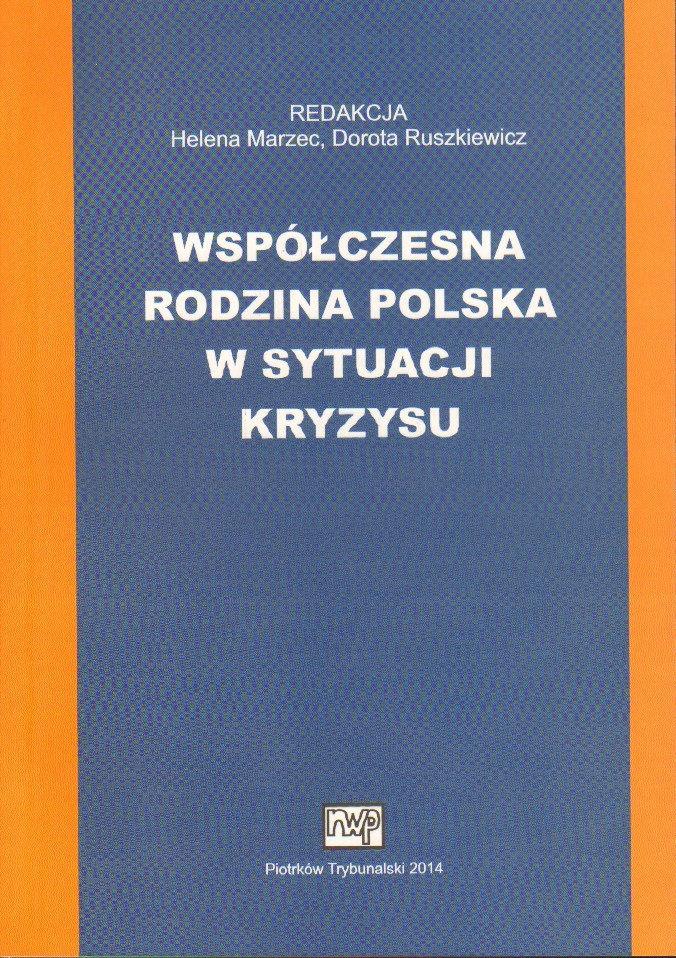 REDAKCJA
Helena Marzec, Dorota Ruszkiewicz
WSPÓŁCZESNA
RODZINA POLSKA
W SYTUACJI
KRYZYSU
nwp
Piotrków Trybunalski 2014